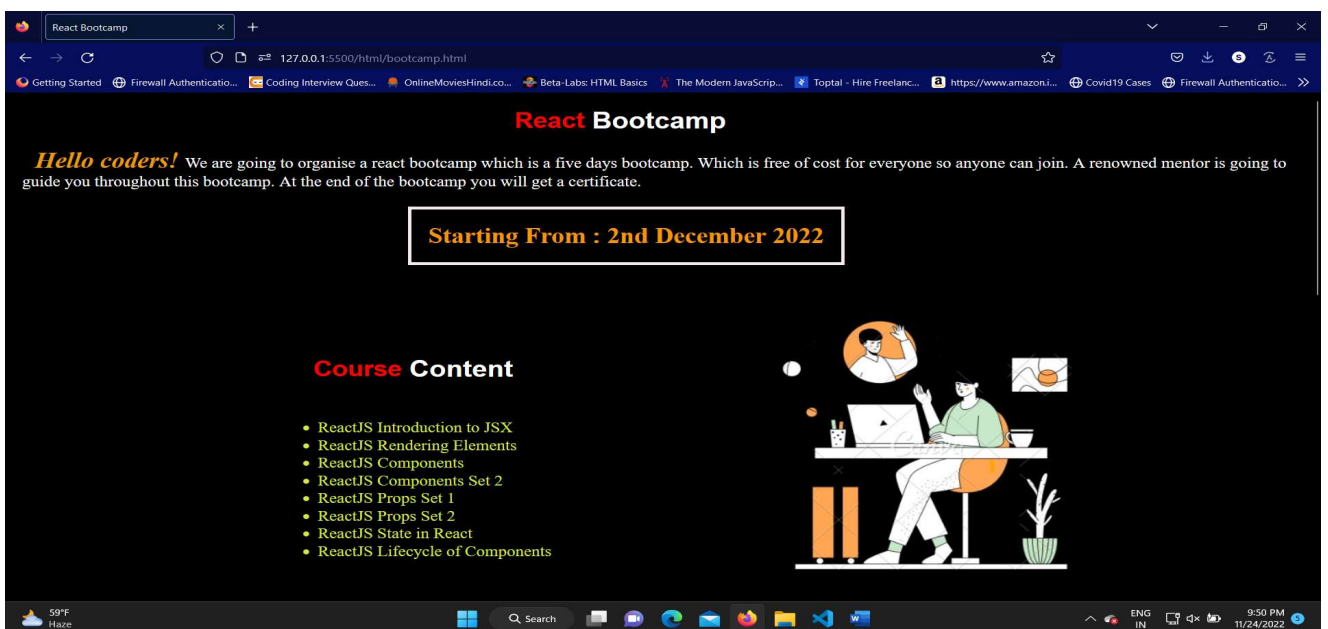 React Bootcamp
127.0.0.1:5500/html/bootcamp.html
Getting Started Firewall Authenticatio... Coding Interview Ques... OnlineMoviesHindi.co... Beta-Labs: HTML Basics The Modern JavaScrip... Toptal - Hire Freelanc... https://www.amazon.i... Covid19 Cases Firewall Authenticatio...
React Bootcamp
Hello coders! We are going to organise a react bootcamp which is a five days bootcamp. Which is free of cost for everyone so anyone can join. A renowned mentor is going to
guide you throughout this bootcamp. At the end of the bootcamp you will get a certificate.
Starting From : 2nd December 2022
Course Content
ReactJS Introduction to JSX
ReactJS Rendering Elements
ReactJS Components
ReactJS Components Set 2
ReactJS Props Set 1
ReactJS Props Set 2
ReactJS State in React
ReactJS Lifecycle of Components
Canva
59°F
Haze
Search
ENG
IN
9:50 PM
11/24/2022
5